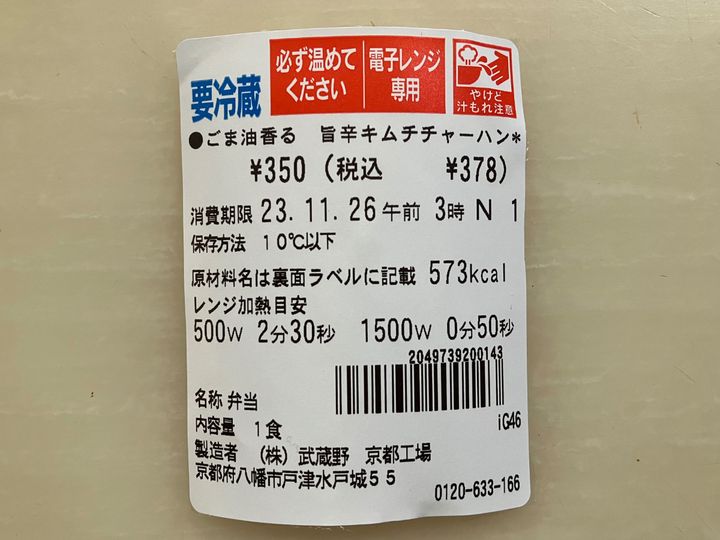 要冷蔵
必ず温めて
ください
電子レンジ
専用
やけど
汁もれ注意
●ごま油香る 旨辛キムチチャーハン*
¥350(税込 ¥378)
消費期限 23.11.26午前 3時 N 1
保存方法 10℃以下
原材料名は裏面ラベルに記載 573kcal
レンジ加熱目安
500W 2分30秒 1500W 0分50秒
2049739200143
名称 弁当
iG46
内容量 1食
製造者 (株)武蔵野 京都工場
京都府八幡市戸津水戸城55
0120-633-166